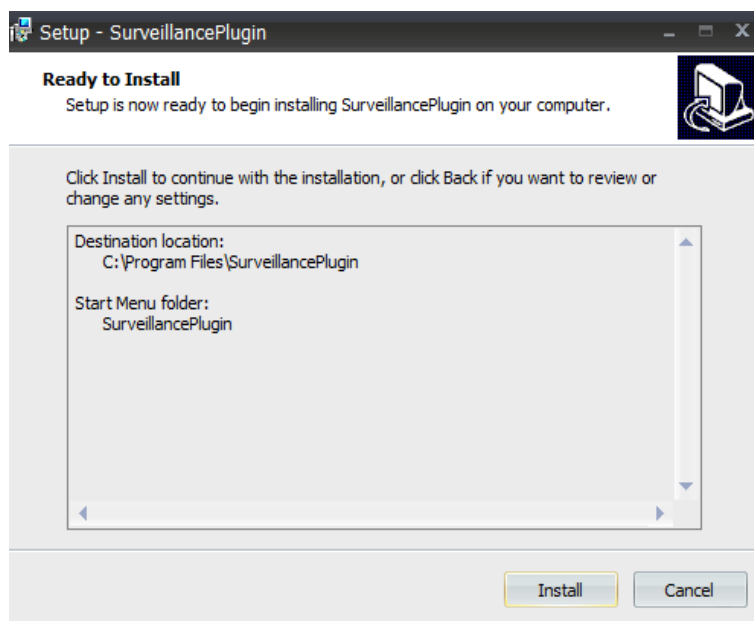 Setup - SurveillancePlugin
Ready to Install
Setup is now ready to begin installing SurveillancePlugin on your computer.
Click Install to continue with the installation, or click Back if you want to review or
change any settings.
Destination location:
C:\Program Files\SurveillancePlugin
Start Menu folder:
SurveillancePlugin
Install
Cancel